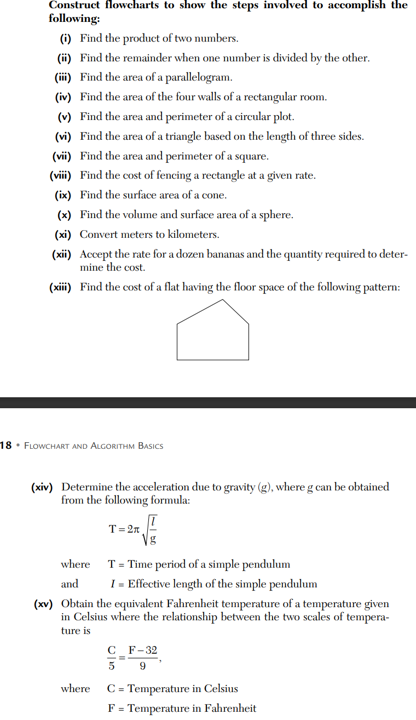 Construct flowcharts to show the steps involved to accomplish the
following:
(i) Find the product of two numbers.
(ii) Find the remainder when one number is divided by the other.
(iii) Find the area of a parallelogram.
(iv) Find the area of the four walls of a rectangular room.
(v) Find the area and perimeter of a circular plot.
(vi) Find the area of a triangle based on the length of three sides.
(vii) Find the area and perimeter of a square.
(viii) Find the cost of fencing a rectangle at a given rate.
(ix) Find the surface area of a cone.
(x) Find the volume and surface area of a sphere.
(xi) Convert meters to kilometers.
(xii) Accept the rate for a dozen bananas and the quantity required to deter-
mine the cost.
(xiii) Find the cost of a flat having the floor space of the following pattern:
18 • Flowchart and Algorithm Basics
(xiv) Determine the acceleration due to gravity (g), where g can be obtained
from the following formula:
T = 2π √(l/g)
where T = Time period of a simple pendulum
and l = Effective length of the simple pendulum
(xv) Obtain the equivalent Fahrenheit temperature of a temperature given
in Celsius where the relationship between the two scales of tempera-
ture is
C/5 = F – 32/9,
where C = Temperature in Celsius
F = Temperature in Fahrenheit